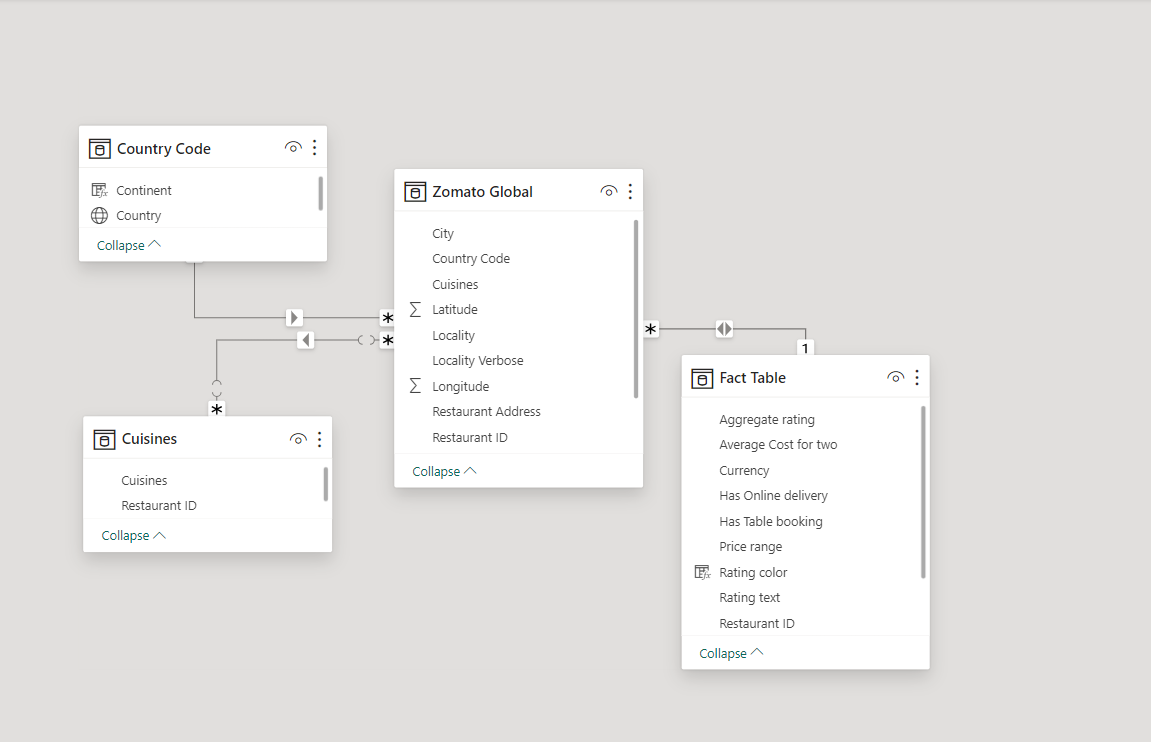 Country Code
Continent
Country
Collapse
Zomato Global
City
Country Code
Cuisines
Latitude
Locality
Locality Verbose
Longitude
Restaurant Address
Restaurant ID
Collapse
*
*
*
*
1
Cuisines
Cuisines
Restaurant ID
Collapse
Fact Table
Aggregate rating
Average Cost for two
Currency
Has Online delivery
Has Table booking
Price range
Rating color
Rating text
Restaurant ID
Collapse